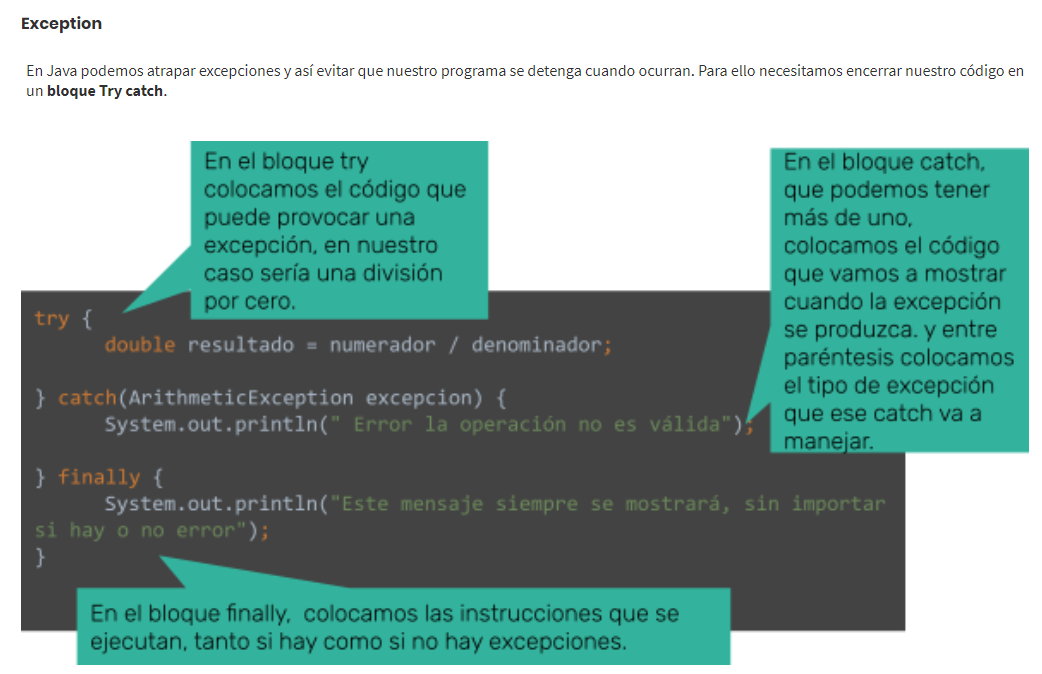 Exception
En Java podemos atrapar excepciones y así evitar que nuestro programa se detenga cuando ocurran. Para ello necesitamos encerrar nuestro código en
un bloque Try catch.
En el bloque try
colocamos el código que
puede provocar una
excepción, en nuestro
caso sería una división
por cero.
En el bloque catch,
que podemos tener
más de uno,
colocamos el código
que vamos a mostrar
cuando la excepción
se produzca. y entre
paréntesis colocamos
el tipo de excepción
que ese catch va a
manejar.
try {
double resultado = numerador / denominador;
} catch(ArithmeticException excepcion) {
System.out.println(" Error la operación no es válida");
} finally {
System.out.println("Este mensaje siempre se mostrará, sin importar
si hay o no error");
}
En el bloque finally, colocamos las instrucciones que se
ejecutan, tanto si hay como si no hay excepciones.